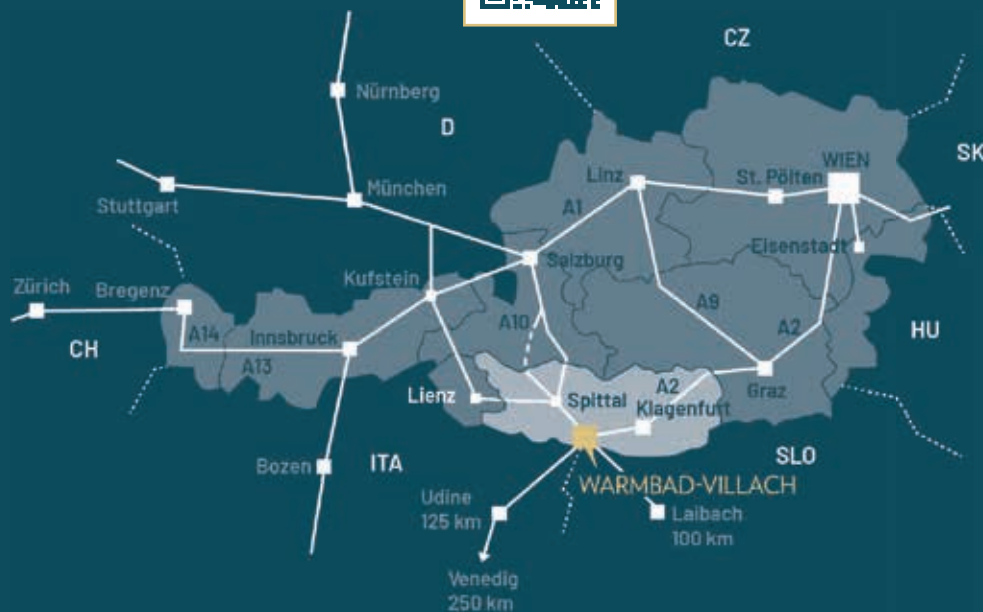 CZ
Nürnberg
D
SK
WIEN
Linz
St. Pölten
München
Stuttgart
A1
Eisenstadt
Salzburg
Kufstein
Zürich
Bregenz
A9
A10
A2
HU
A14
Innsbruck
CH
A13
A2
Graz
Lienz
Spittal
Klagenfurt
SLO
Bozen
ITA
WARMBAD-VILLACH
Udine
125 km
Laibach
100 km
Venedig
250 km